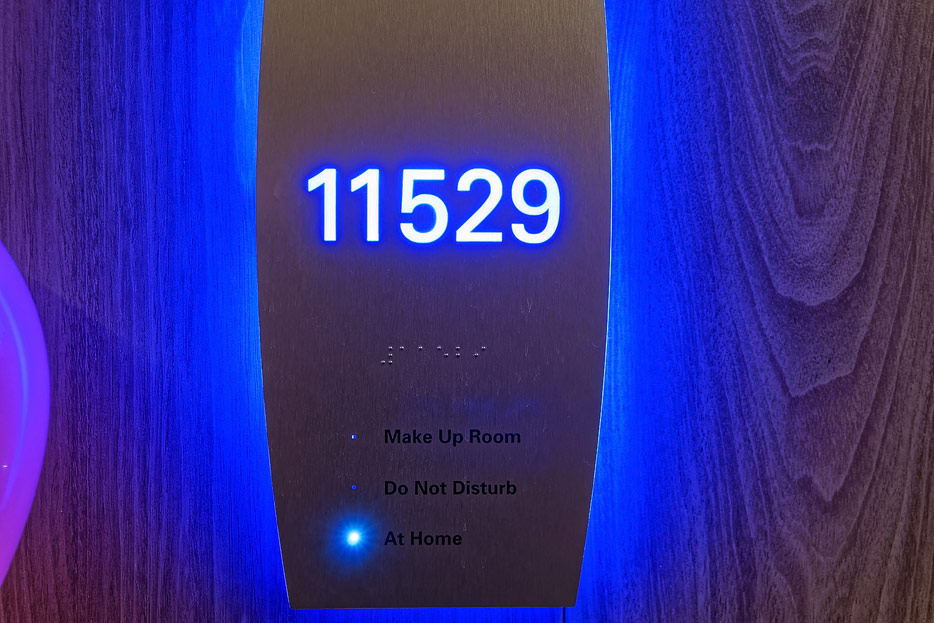 11529
⠼⠁⠁⠑⠃⠊
Make Up Room
Do Not Disturb
At Home